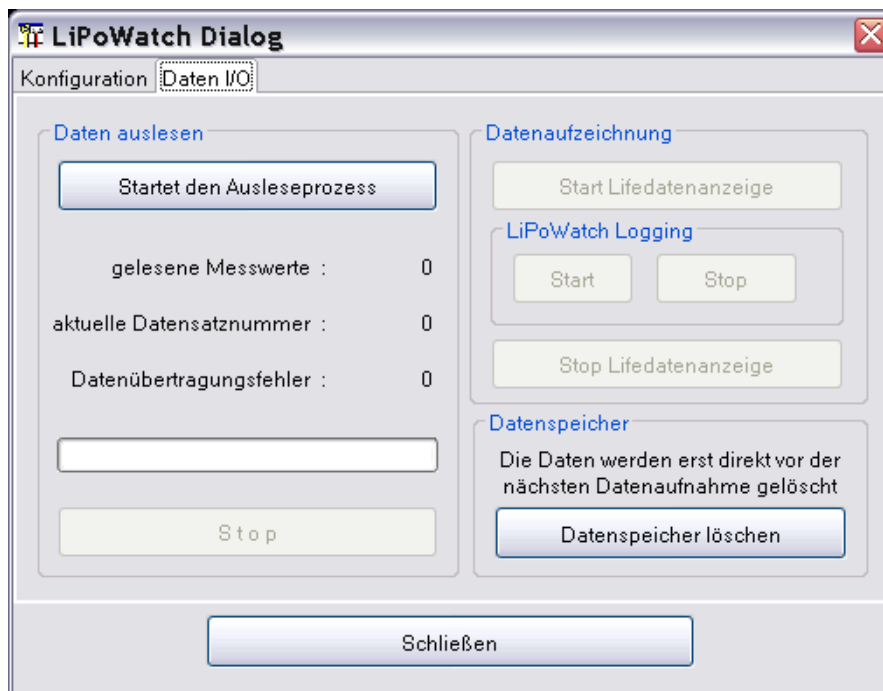 LiPoWatch Dialog
Konfiguration Daten I/O
Daten auslesen
Startet den Ausleseprozess
gelesene Messwerte : 0
aktuelle Datensatznummer : 0
Datenübertragungsfehler : 0
Stop
Datenaufzeichnung
Start Lifedatenanzeige
LiPoWatch Logging
Start Stop
Stop Lifedatenanzeige
Datenspeicher
Die Daten werden erst direkt vor der
nächsten Datenaufnahme gelöscht
Datenspeicher löschen
Schließen